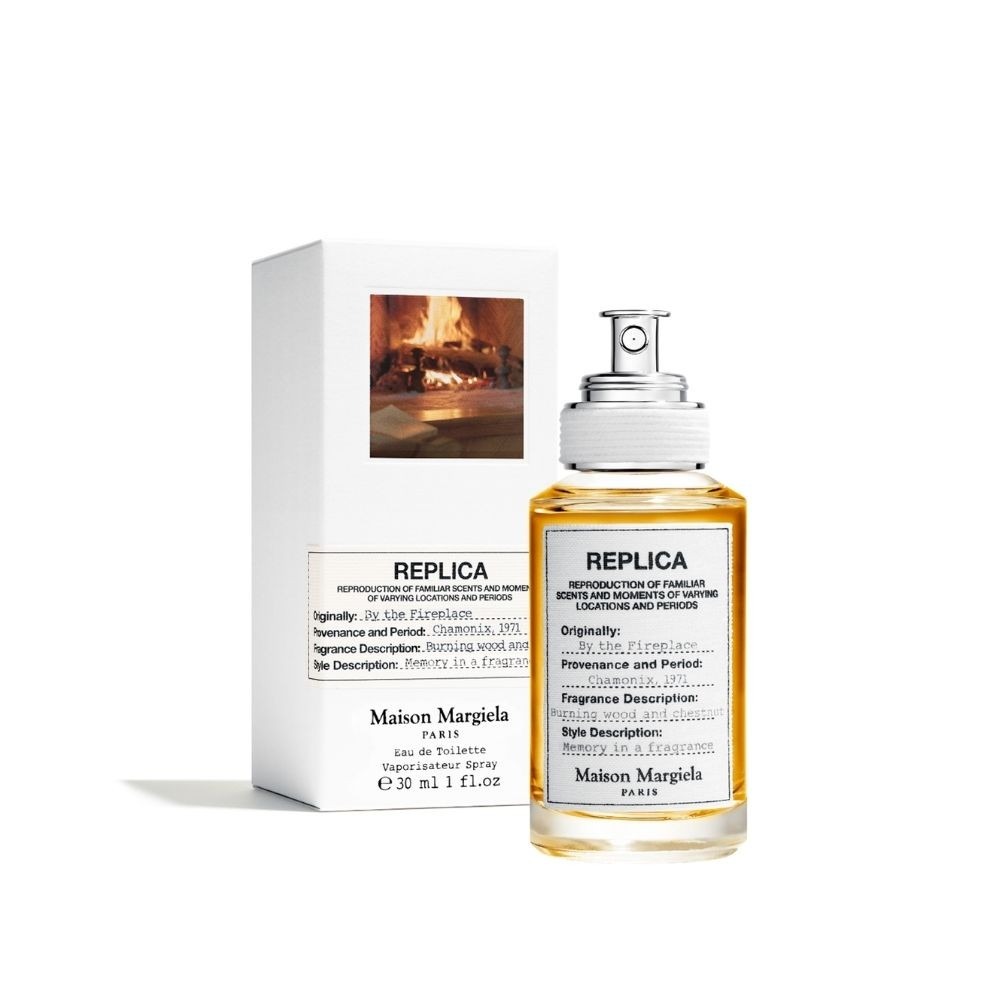 REPLICA
REPRODUCTION OF FAMILIAR SCENTS AND MOMEN
OF VARYING LOCATIONS AND PERIODS
Originally: By the Fireplace
Provenance and Period: Chamonix, 1971
Fragrance Description: Burning wood and
Style Description: Memory in a fragran
Maison Margiela
PARIS
Eau de Toilette
Vaporisateur Spray
℮ 30 ml 1 fl.oz
REPLICA
REPRODUCTION OF FAMILIAR
SCENTS AND MOMENTS OF VARYING
LOCATIONS AND PERIODS
Originally:
By the Fireplace
Provenance and Period:
Chamonix, 1971
Fragrance Description:
Burning wood and chestnut
Style Description:
Memory in a fragrance
Maison Margiela
PARIS